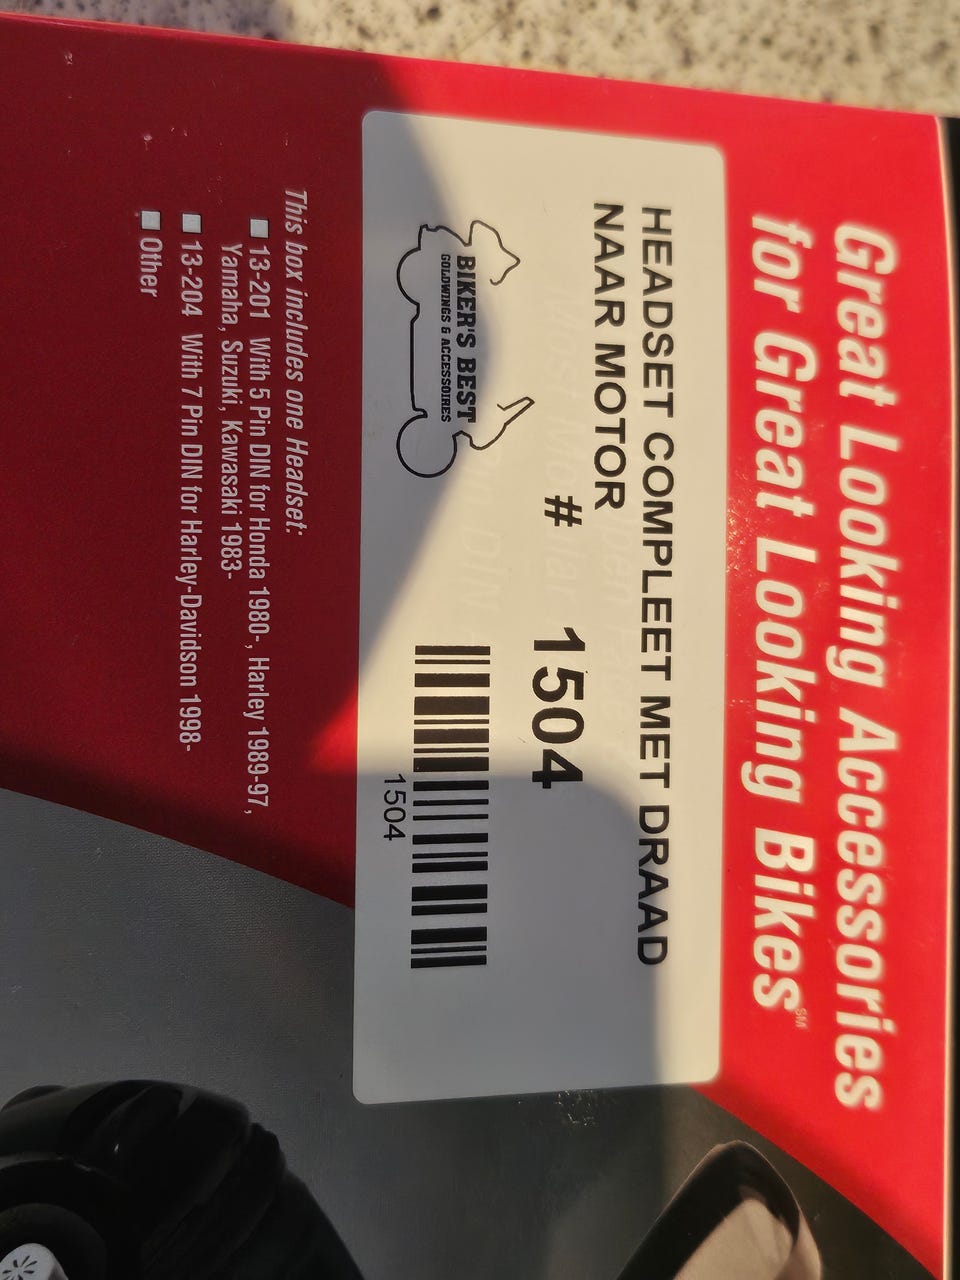 Great Looking Accessories
for Great Looking Bikes℠
HEADSET COMPLEET MET DRAAD
NAAR MOTOR
# 1504
BIKER'S BEST
GOLDWINGS & ACCESSOIRES
1504
This box includes one Headset:
13-201 With 5 Pin DIN for Honda 1980-, Harley 1989-97,
Yamaha, Suzuki, Kawasaki 1983-
13-204 With 7 Pin DIN for Harley-Davidson 1998-
Other